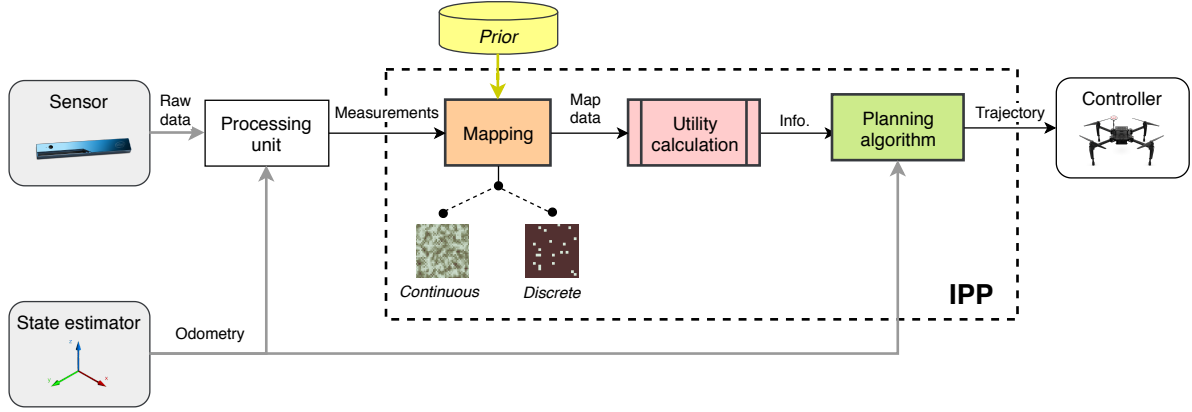 Prior
Sensor
Raw
data
Processing
unit
Measurements
Mapping
Map
data
Utility
calculation
Info.
Planning
algorithm
Trajectory
Controller
Continuous
Discrete
IPP
State estimator
Odometry
z
y
x